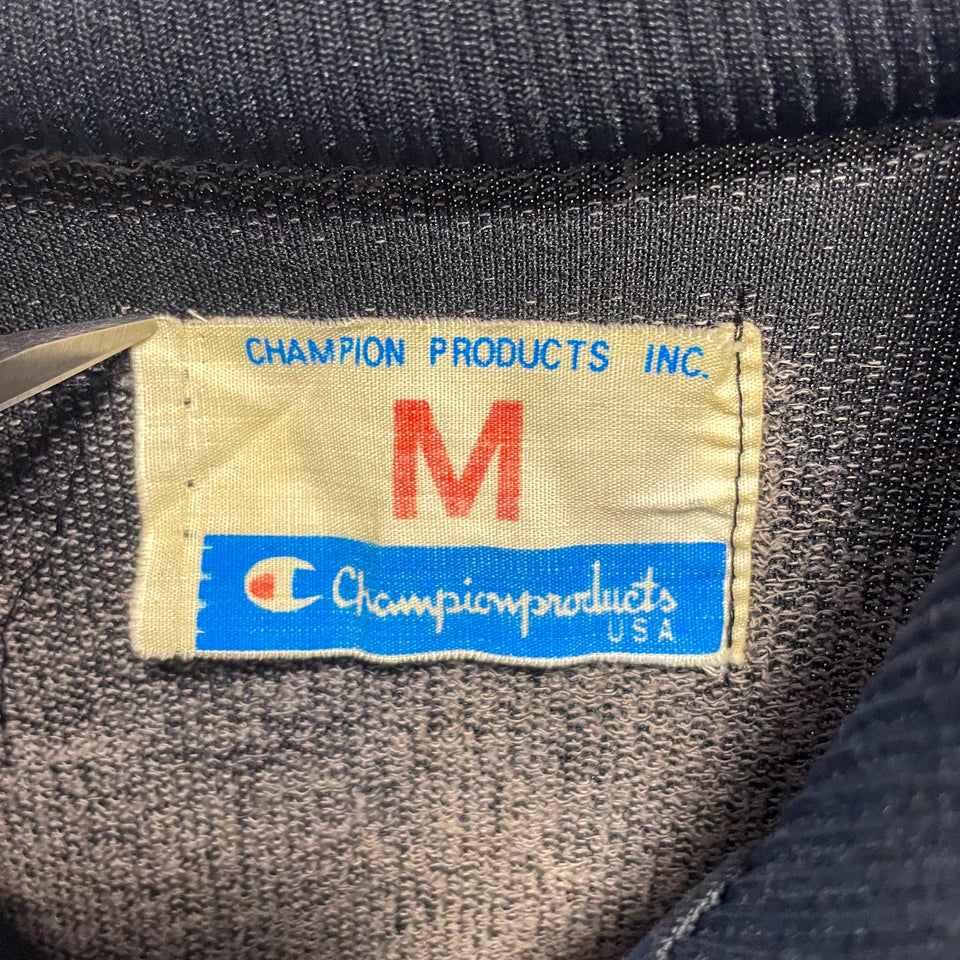 CHAMPION PRODUCTS INC.
M
Championproducts
USA